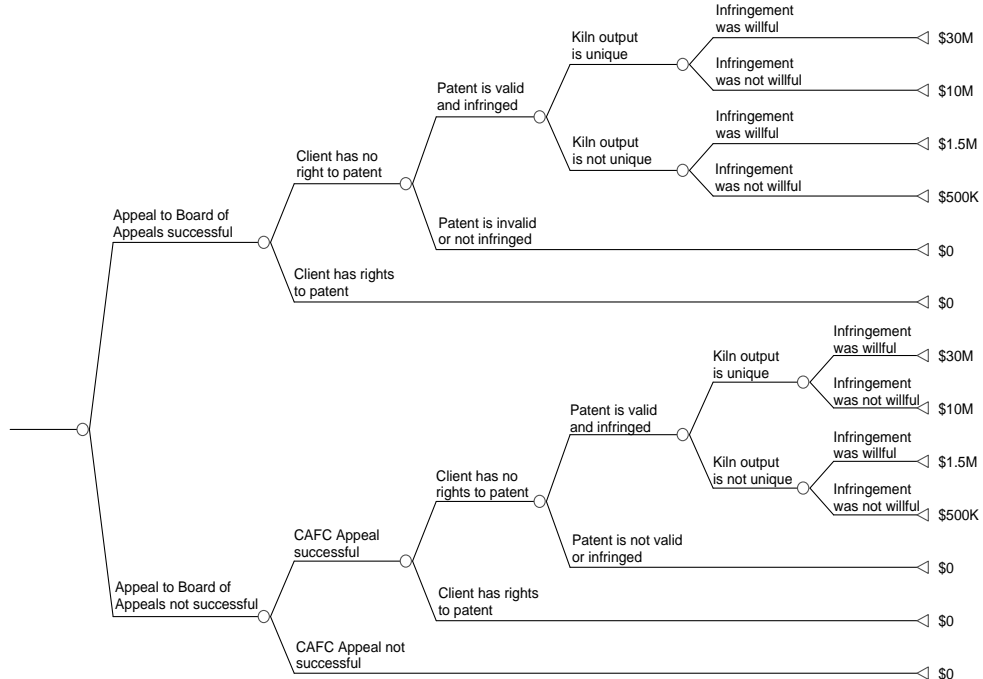 Infringement
was willful
$30M
Kiln output
is unique
Infringement
was not willful
$10M
Patent is valid
and infringed
Infringement
was willful
$1.5M
Kiln output
is not unique
Infringement
was not willful
$500K
Client has no
right to patent
Patent is invalid
or not infringed
$0
Appeal to Board of
Appeals successful
Client has rights
to patent
$0
Infringement
was willful
$30M
Kiln output
is unique
Infringement
was not willful
$10M
Patent is valid
and infringed
Infringement
was willful
$1.5M
Kiln output
is not unique
Infringement
was not willful
$500K
Client has no
rights to patent
Patent is not valid
or infringed
$0
CAFC Appeal
successful
Client has rights
to patent
$0
Appeal to Board of
Appeals not successful
CAFC Appeal not
successful
$0